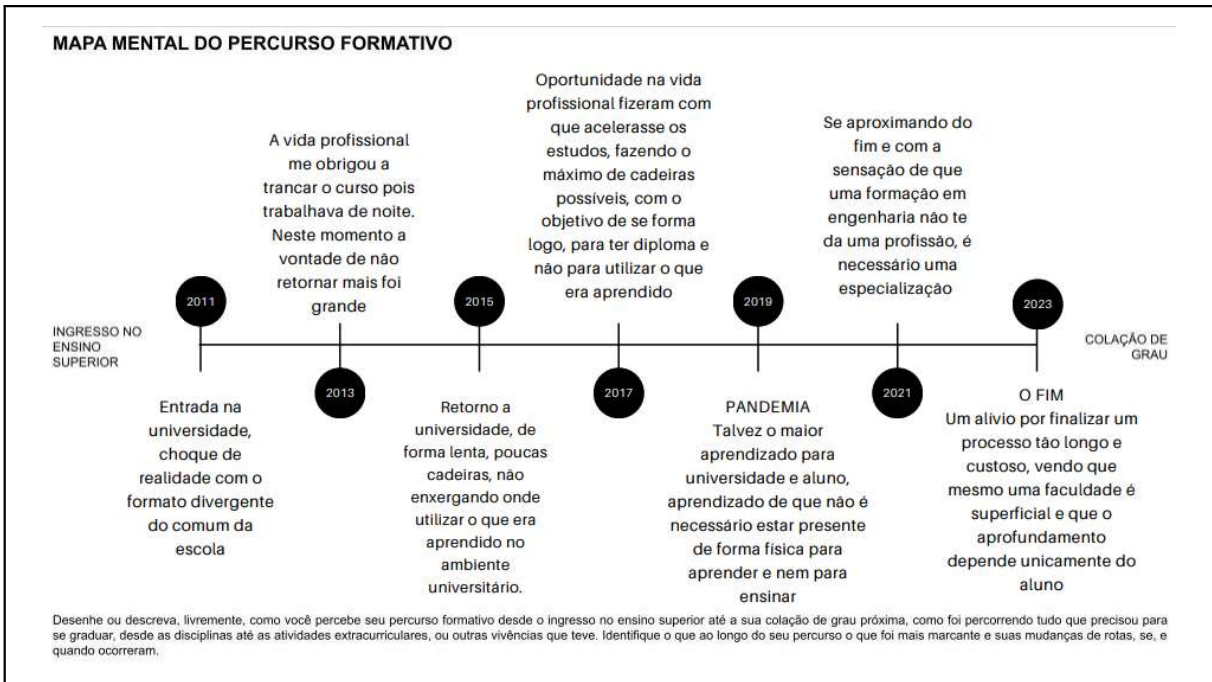 MAPA MENTAL DO PERCURSO FORMATIVO
INGRESSO NO
ENSINO
SUPERIOR
2011
Entrada na
universidade,
choque de
realidade com o
formato divergente
do comum da
escola
A vida profissional
me obrigou a
trancar o curso pois
trabalhava de noite.
Neste momento a
vontade de não
retornar mais foi
grande
2013
2015
Retorno a
universidade, de
forma lenta, poucas
cadeiras, não
enxergando onde
utilizar o que era
aprendido no
ambiente
universitário.
Oportunidade na vida
profissional fizeram com
que acelerasse os
estudos, fazendo o
máximo de cadeiras
possíveis, com o
objetivo de se forma
logo, para ter diploma e
não para utilizar o que
era aprendido
2017
2019
PANDEMIA
Talvez o maior
aprendizado para
universidade e aluno,
aprendizado de que não é
necessário estar presente
de forma física para
aprender e nem para
ensinar
Se aproximando do
fim e com a
sensação de que
uma formação em
engenharia não te
da uma profissão, é
necessário uma
especialização
2021
2023
O FIM
Um alívio por finalizar um
processo tão longo e
custoso, vendo que
mesmo uma faculdade é
superficial e que o
aprofundamento
depende unicamente do
aluno
COLAÇÃO DE
GRAU
Desenhe ou descreva, livremente, como você percebe seu percurso formativo desde o ingresso no ensino superior até a sua colação de grau próxima, como foi percorrendo tudo que precisou para
se graduar, desde as disciplinas até as atividades extracurriculares, ou outras vivências que teve. Identifique o que ao longo do seu percurso o que foi mais marcante e suas mudanças de rotas, se, e
quando ocorreram.